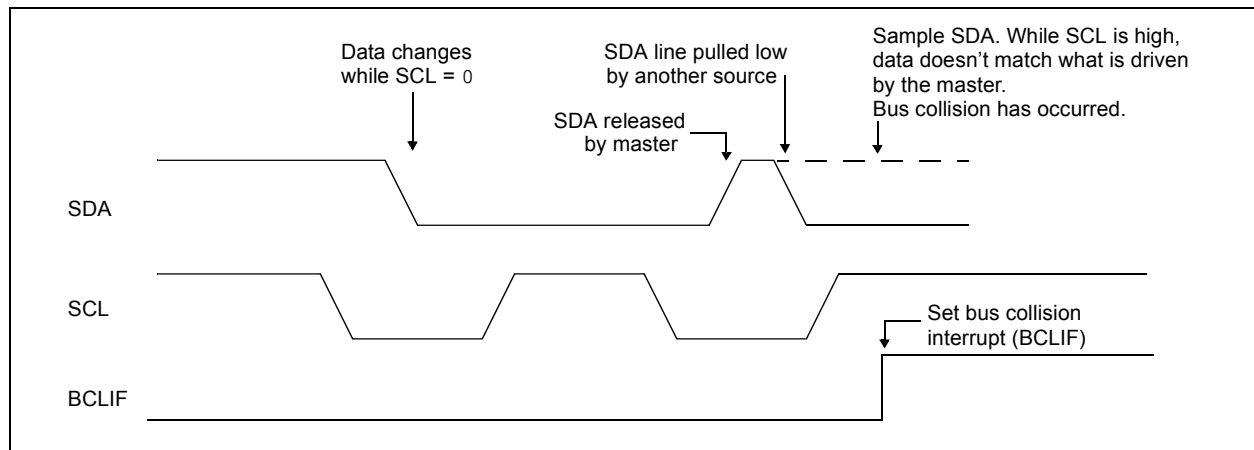 Data changes
while SCL = 0
SDA line pulled low
by another source
Sample SDA. While SCL is high,
data doesn’t match what is driven
by the master.
Bus collision has occurred.
SDA released
by master
SDA
SCL
Set bus collision
interrupt (BCLIF)
BCLIF